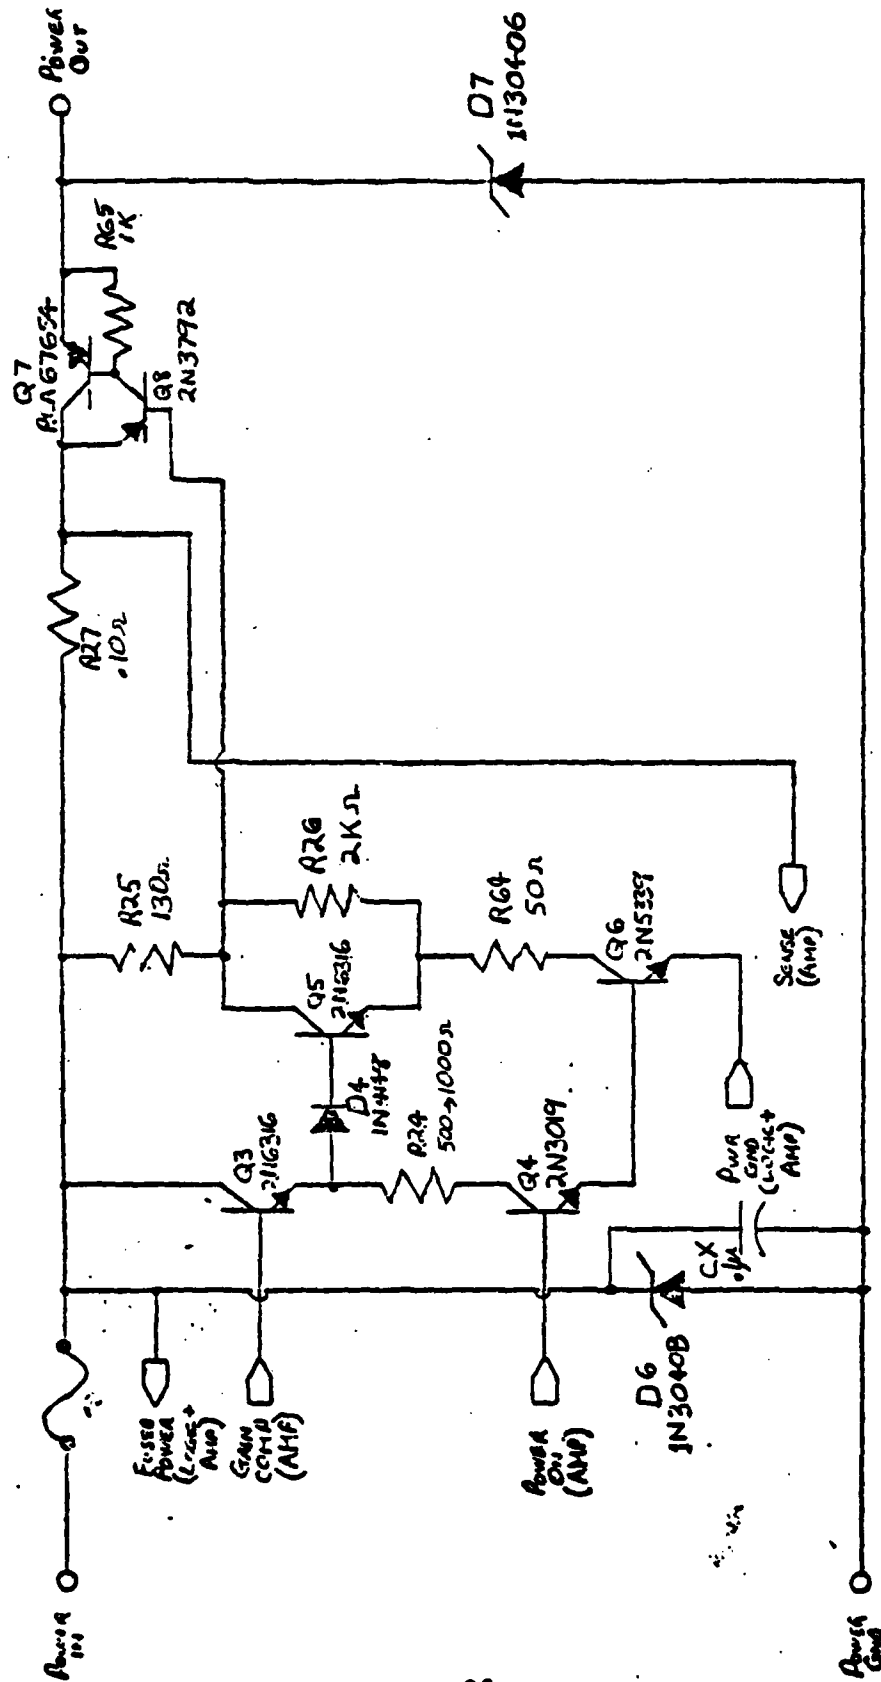 POWER
IN
FUSED
POWER
(LOGIC +
AMP)
GAIN
COMP
(AMP)
POWER
ON
(AMP)
D6
1N3040B
CX
.1μ
POWER
GND
Q3
2N6316
D4
R24
500→1000Ω
Q4
2N3019
PWR
GND
(LOGIC +
AMP)
R25
130Ω
Q5
2N6316
R26
2KΩ
R64
50Ω
Q6
2N5339
SENSE
(AMP)
R27
.10Ω
Q7
Q8
2N3792
R65
1K
POWER
OUT
D7
1N3040B